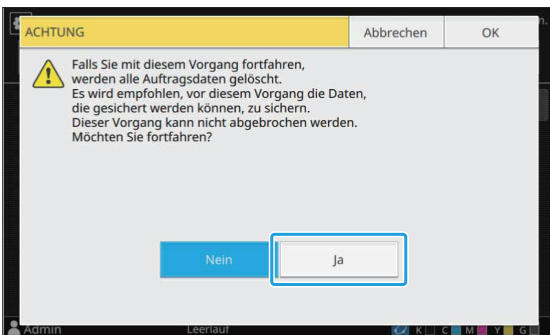 ACHTUNG
Abbrechen
OK
n.
Falls Sie mit diesem Vorgang fortfahren,
werden alle Auftragsdaten gelöscht.
Es wird empfohlen, vor diesem Vorgang die Daten,
die gesichert werden können, zu sichern.
Dieser Vorgang kann nicht abgebrochen werden.
Möchten Sie fortfahren?
Nein
Ja
Admin
Leerlauf
K
C
M
Y
G